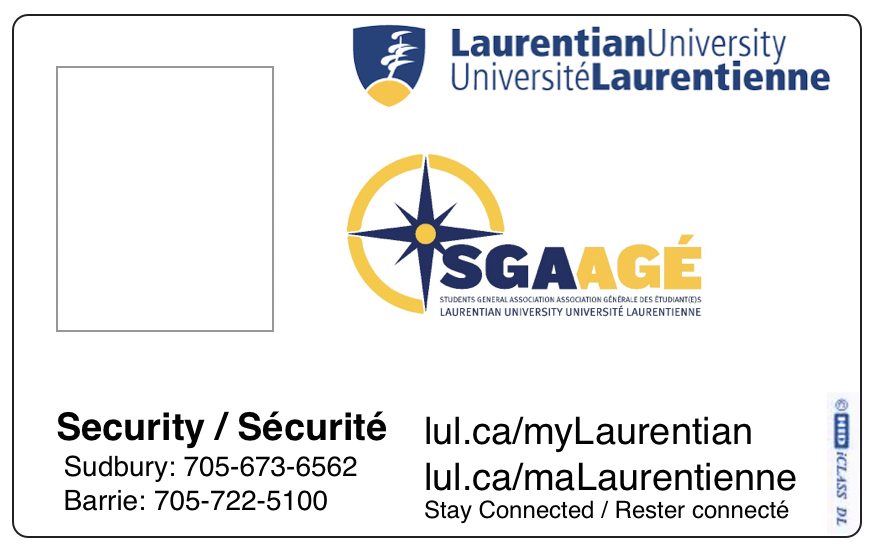 LaurentianUniversity
UniversitéLaurentienne
SGAAGÉ
STUDENTS GENERAL ASSOCIATION ASSOCIATION GÉNÉRALE DES ÉTUDIANT(E)S
LAURENTIAN UNIVERSITY UNIVERSITÉ LAURENTIENNE
Security / Sécurité
Sudbury: 705-673-6562
Barrie: 705-722-5100
lul.ca/myLaurentian
lul.ca/maLaurentienne
Stay Connected / Rester connecté
© HID iCLASS DL